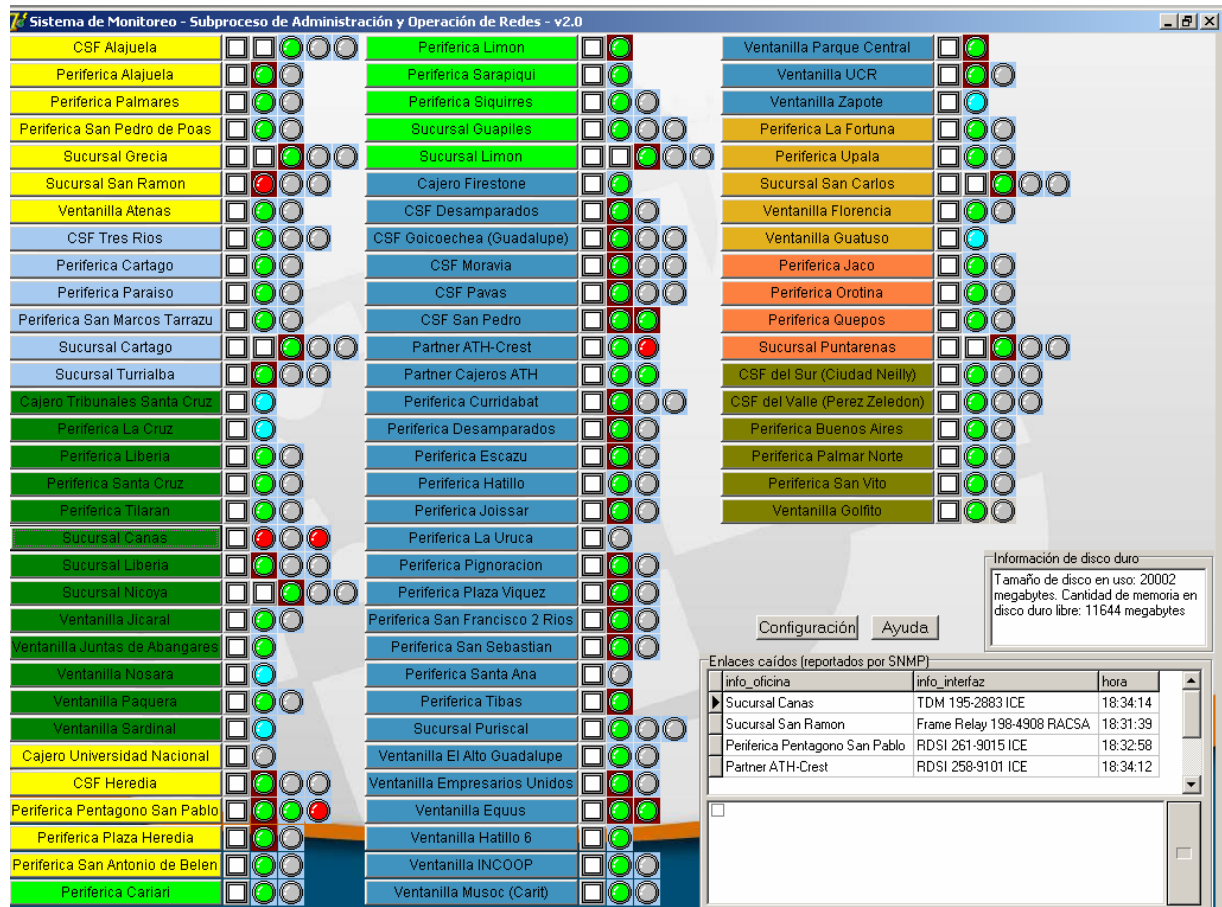 Sistema de Monitoreo - Subproceso de Administración y Operación de Redes - v2.0
CSF Alajuela
Periferica Alajuela
Periferica Palmares
Periferica San Pedro de Poas
Sucursal Grecia
Sucursal San Ramon
Ventanilla Atenas
CSF Tres Rios
Periferica Cartago
Periferica Paraiso
Periferica San Marcos Tarrazu
Sucursal Cartago
Sucursal Turrialba
Cajero Tribunales Santa Cruz
Periferica La Cruz
Periferica Liberia
Periferica Santa Cruz
Periferica Tilaran
Sucursal Canas
Sucursal Liberia
Sucursal Nicoya
Ventanilla Jicaral
Ventanilla Juntas de Abangares
Ventanilla Nosara
Ventanilla Paquera
Ventanilla Sardinal
Cajero Universidad Nacional
CSF Heredia
Periferica Pentagono San Pablo
Periferica Plaza Heredia
Periferica San Antonio de Belen
Periferica Cariari
Periferica Limon
Periferica Sarapiqui
Periferica Siquirres
Sucursal Guapiles
Sucursal Limon
Cajero Firestone
CSF Desamparados
CSF Goicoechea (Guadalupe)
CSF Moravia
CSF Pavas
CSF San Pedro
Partner ATH-Crest
Partner Cajeros ATH
Periferica Curridabat
Periferica Desamparados
Periferica Escazu
Periferica Hatillo
Periferica Joissar
Periferica La Uruca
Periferica Pignoracion
Periferica Plaza Viquez
Periferica San Francisco 2 Rios
Periferica San Sebastian
Periferica Santa Ana
Periferica Tibas
Sucursal Puriscal
Ventanilla El Alto Guadalupe
Ventanilla Empresarios Unidos
Ventanilla Equus
Ventanilla Hatillo 6
Ventanilla INCOOP
Ventanilla Musoc (Carit)
Ventanilla Parque Central
Ventanilla UCR
Ventanilla Zapote
Periferica La Fortuna
Periferica Upala
Sucursal San Carlos
Ventanilla Florencia
Ventanilla Guatuso
Periferica Jaco
Periferica Orotina
Periferica Quepos
Sucursal Puntarenas
CSF del Sur (Ciudad Neilly)
CSF del Valle (Perez Zeledon)
Periferica Buenos Aires
Periferica Palmar Norte
Periferica San Vito
Ventanilla Golfito
Información de disco duro
Tamaño de disco en uso: 20002
megabytes. Cantidad de memoria en
disco duro libre: 11644 megabytes
Configuración Ayuda
Enlaces caídos (reportados por SNMP)
info_oficina info_interfaz hora
Sucursal Canas TDM 195-2883 ICE 18:34:14
Sucursal San Ramon Frame Relay 198-4908 RACSA 18:31:39
Periferica Pentagono San Pablo RDSI 261-9015 ICE 18:32:58
Partner ATH-Crest RDSI 258-9101 ICE 18:34:12